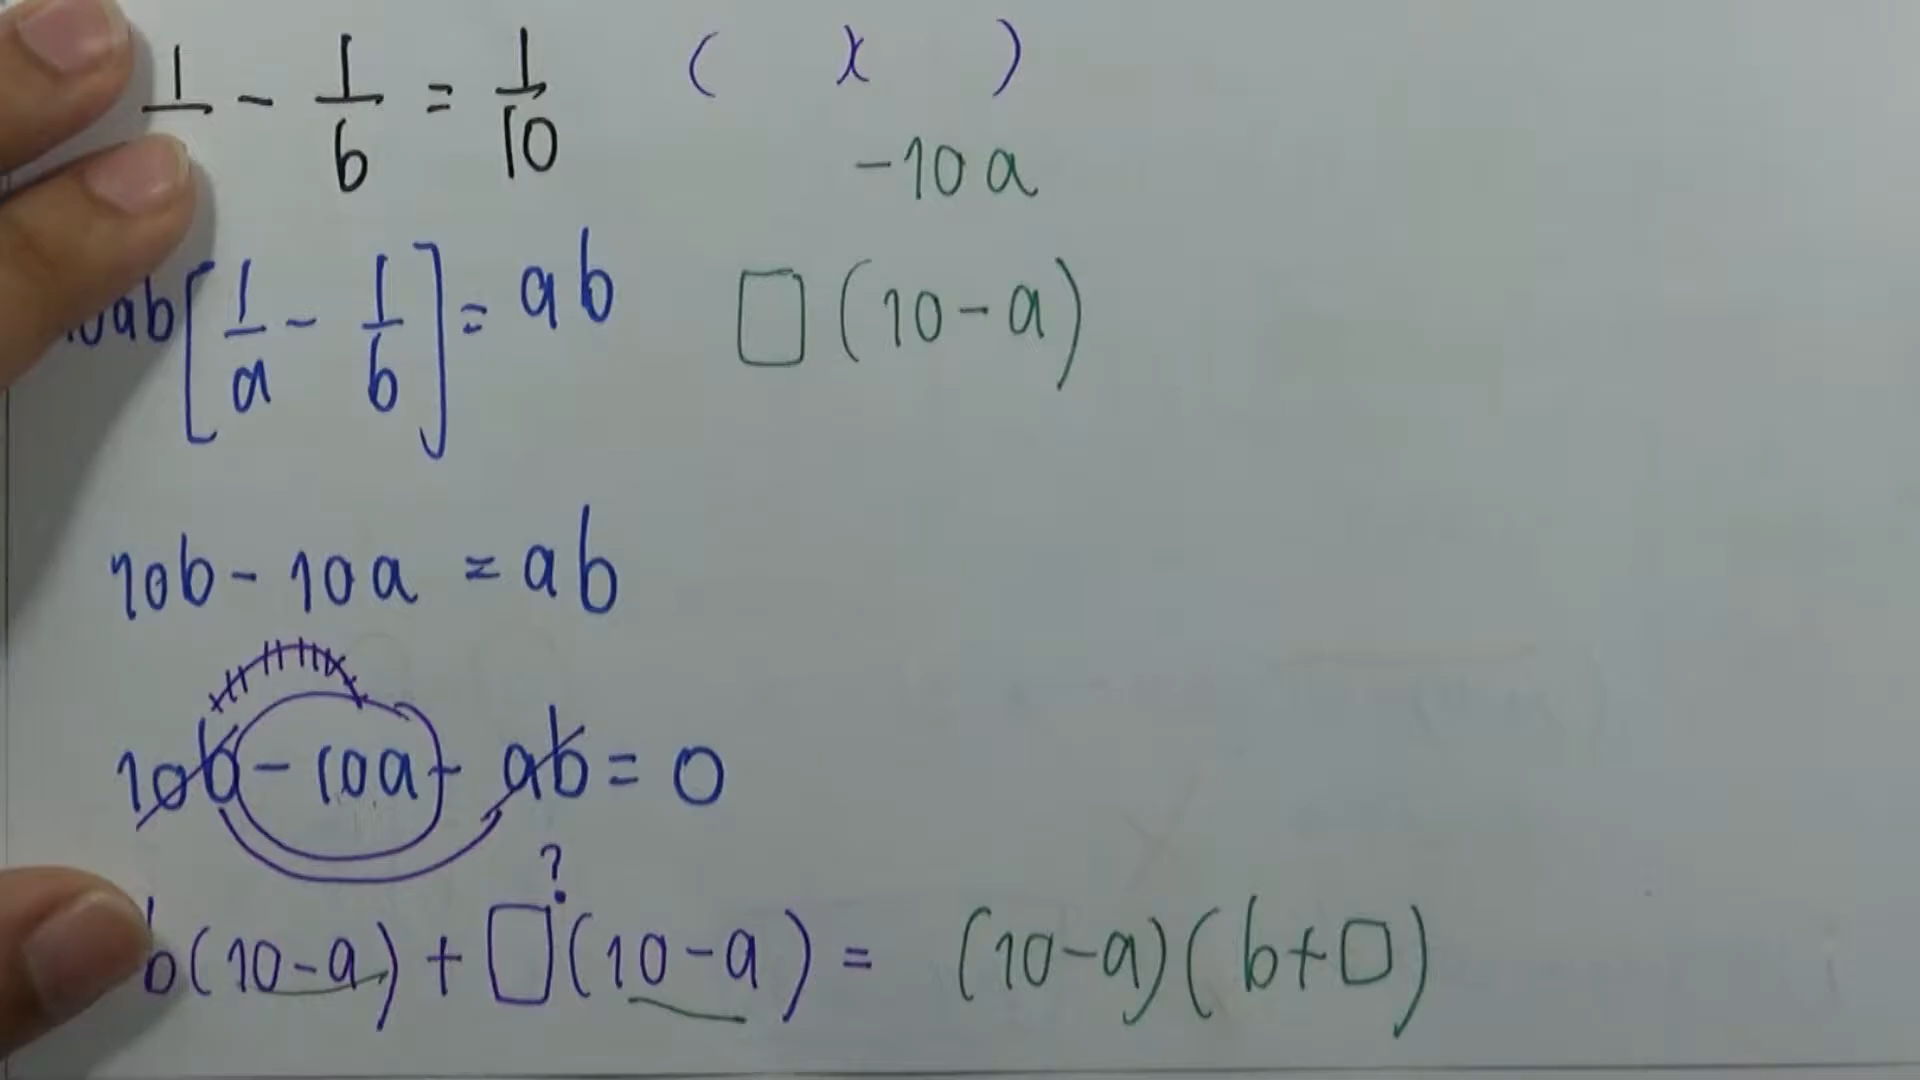 1/ - 1/b = 1/10 ( x )
-10a
0ab[1/a - 1/b] = ab □(10-a)
10b - 10a = ab
10b - 10a - ab = 0
?
b(10-a) + □(10-a) = (10-a)(b+□)